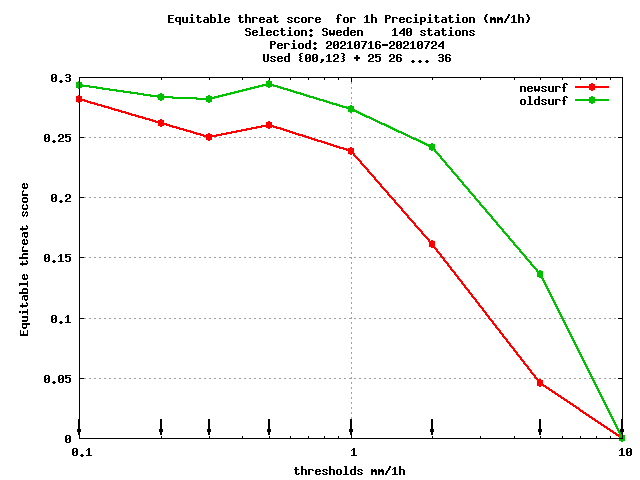 Equitable threat score  for 1h Precipitation (mm/1h)
Selection: Sweden    140 stations
Period: 20210716-20210724
Used {00,12} + 25 26 ... 36
newsurf
oldsurf
Equitable threat score
0.3
0.25
0.2
0.15
0.1
0.05
0
0.1 1 10
thresholds mm/1h